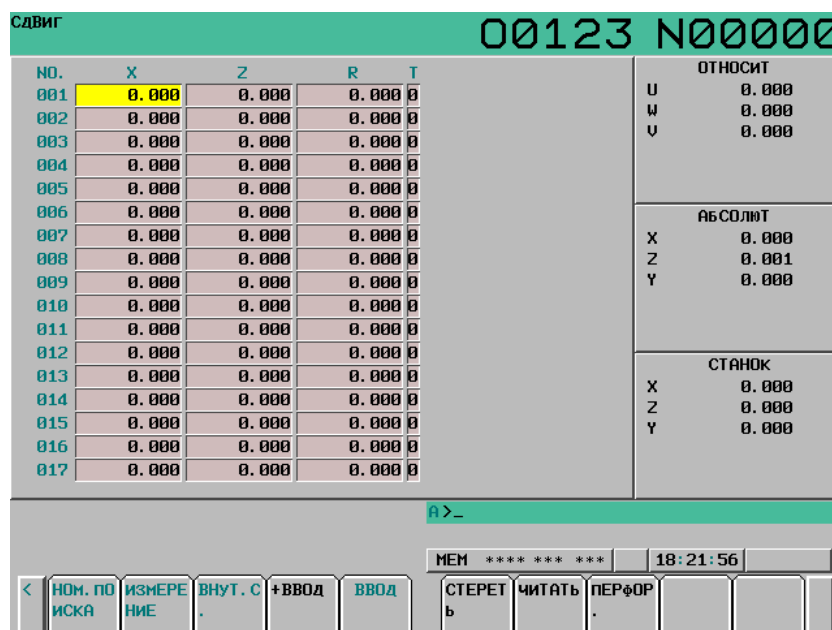 СДВИГ
O0123 N00000
NO. X Z R T
001 0.000 0.000 0.000 0
002 0.000 0.000 0.000 0
003 0.000 0.000 0.000 0
004 0.000 0.000 0.000 0
005 0.000 0.000 0.000 0
006 0.000 0.000 0.000 0
007 0.000 0.000 0.000 0
008 0.000 0.000 0.000 0
009 0.000 0.000 0.000 0
010 0.000 0.000 0.000 0
011 0.000 0.000 0.000 0
012 0.000 0.000 0.000 0
013 0.000 0.000 0.000 0
014 0.000 0.000 0.000 0
015 0.000 0.000 0.000 0
016 0.000 0.000 0.000 0
017 0.000 0.000 0.000 0
ОТНОСИТ
U 0.000
W 0.000
V 0.000
АБСОЛЮТ
X 0.000
Z 0.001
Y 0.000
СТАНОК
X 0.000
Z 0.000
Y 0.000
A>_
MEM **** *** ***
18:21:56
<
НОМ.ПО
ИСКА
ИЗМЕРЕ
НИЕ
ВНУТ.С
.
+ВВОД
ВВОД
СТЕРЕТ
Ь
ЧИТАТЬ
ПЕРФОР
.